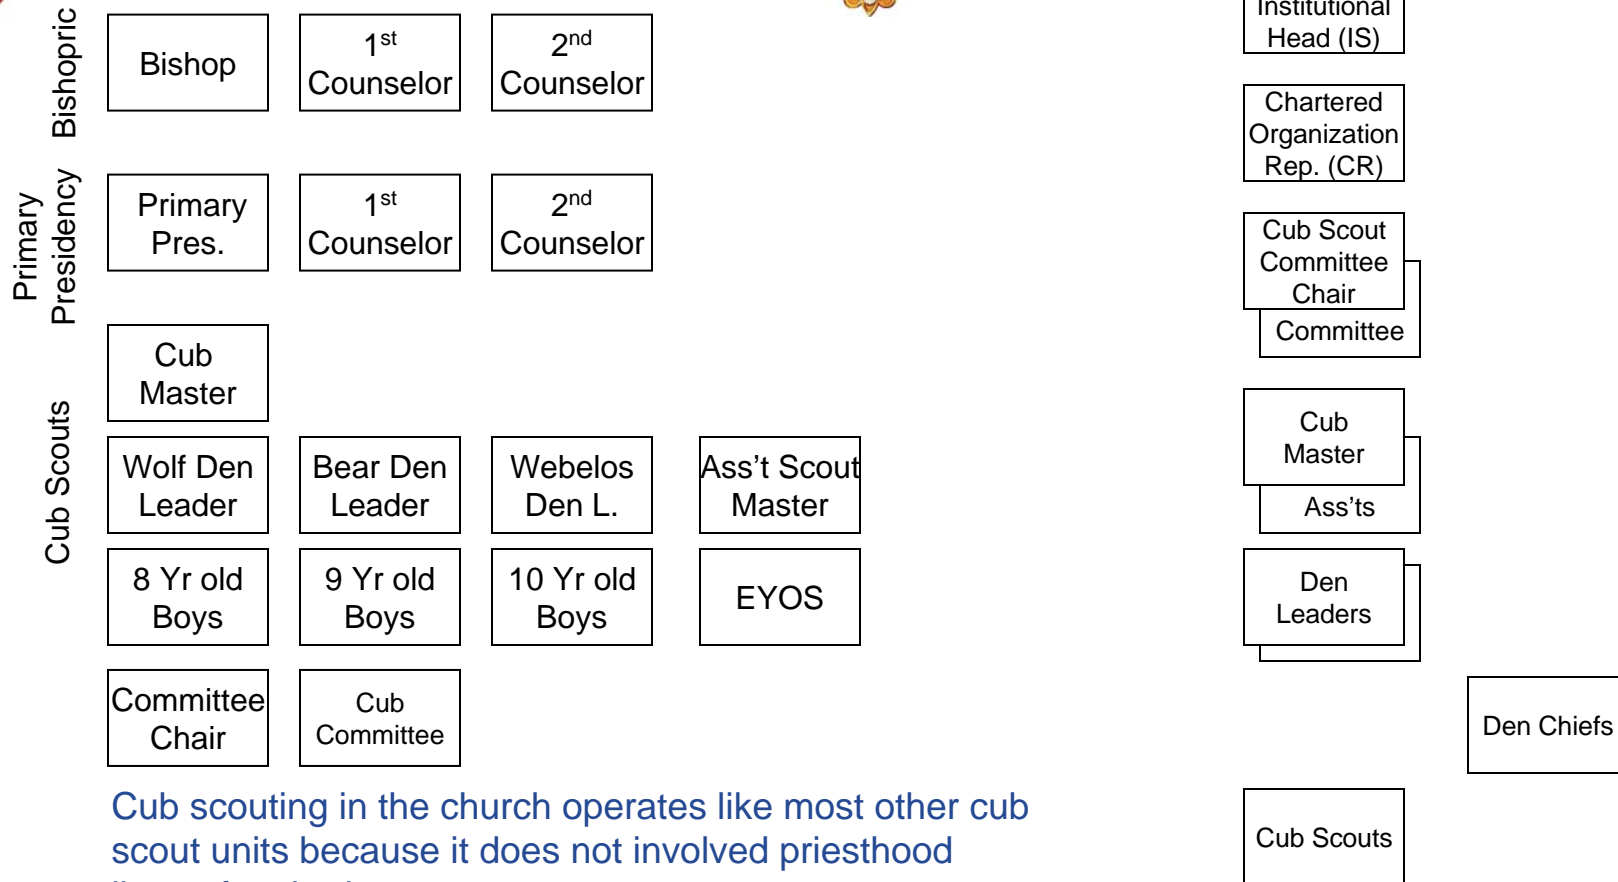 Bishopric
Bishop
1st
Counselor
2nd
Counselor
Primary
Presidency
Primary
Pres.
1st
Counselor
2nd
Counselor
Cub Scouts
Cub
Master
Wolf Den
Leader
Bear Den
Leader
Webelos
Den L.
Ass’t Scout
Master
8 Yr old
Boys
9 Yr old
Boys
10 Yr old
Boys
EYOS
Committee
Chair
Cub
Committee
Cub scouting in the church operates like most other cub
scout units because it does not involved priesthood
Institutional
Head (IS)
Chartered
Organization
Rep. (CR)
Cub Scout
Committee
Chair
Committee
Cub
Master
Ass’ts
Den
Leaders
Den Chiefs
Cub Scouts